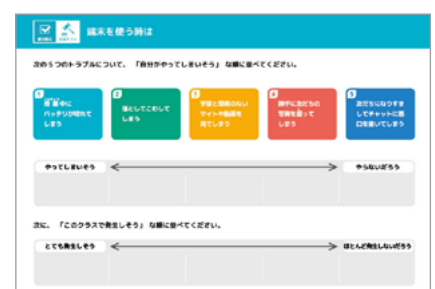 端末を使う時は
次の5つのトラブルについて、「自分がやってしまいそう」な順に並べてください。
1
授業中に
バッテリが切れて
しまう
2
落としてこわして
しまう
3
学習と関係のない
サイトや動画を
見てしまう
4
勝手に友だちの
写真を撮って
しまう
5
友だちになりすま
してチャットに悪
口を書いてしまう
やってしまいそう
やらないだろう
次に、「このクラスで発生しそう」な順に並べてください。
とても発生しそう
ほとんど発生しないだろう